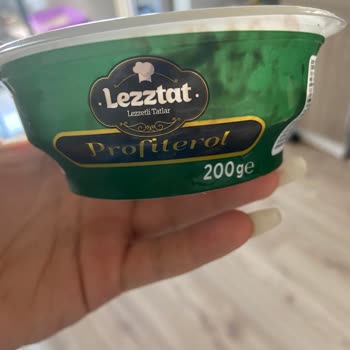 Lezztat
Lezzetli Tatlar
Profiterol
200g℮